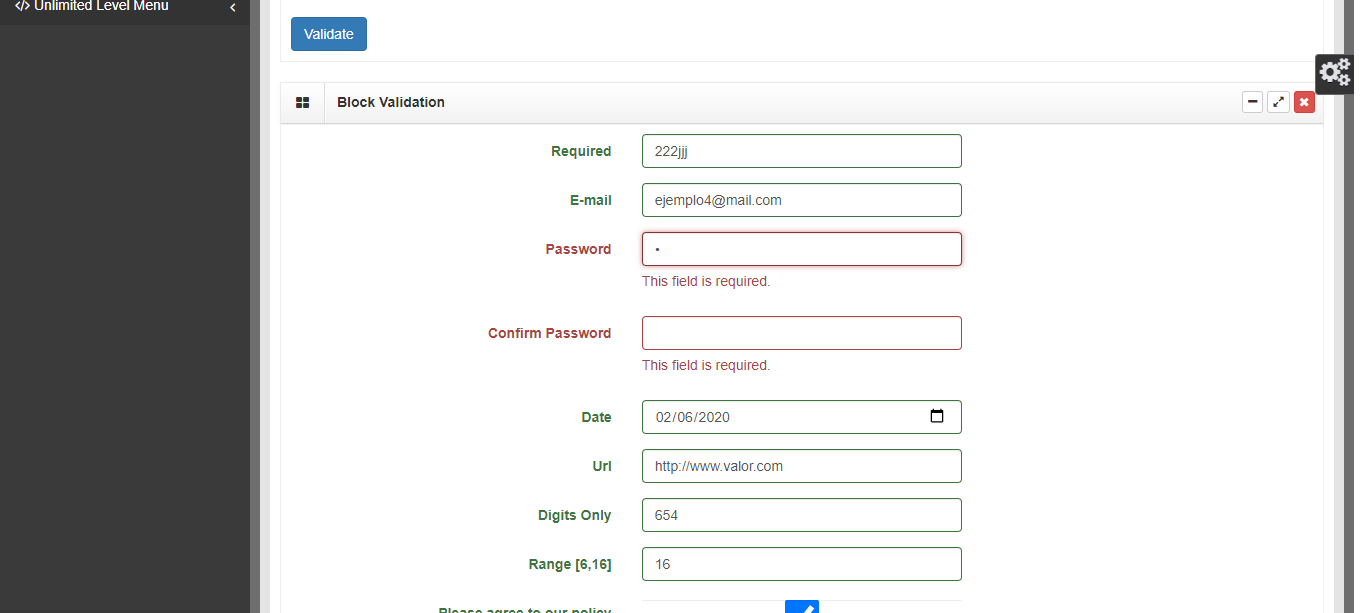 </> Unlimited Level Menu
Validate
Block Validation
Required 222jjj
E-mail ejemplo4@mail.com
Password •
This field is required.
Confirm Password
This field is required.
Date 02/06/2020
Url http://www.valor.com
Digits Only 654
Range [6,16] 16
Please agree to our policy